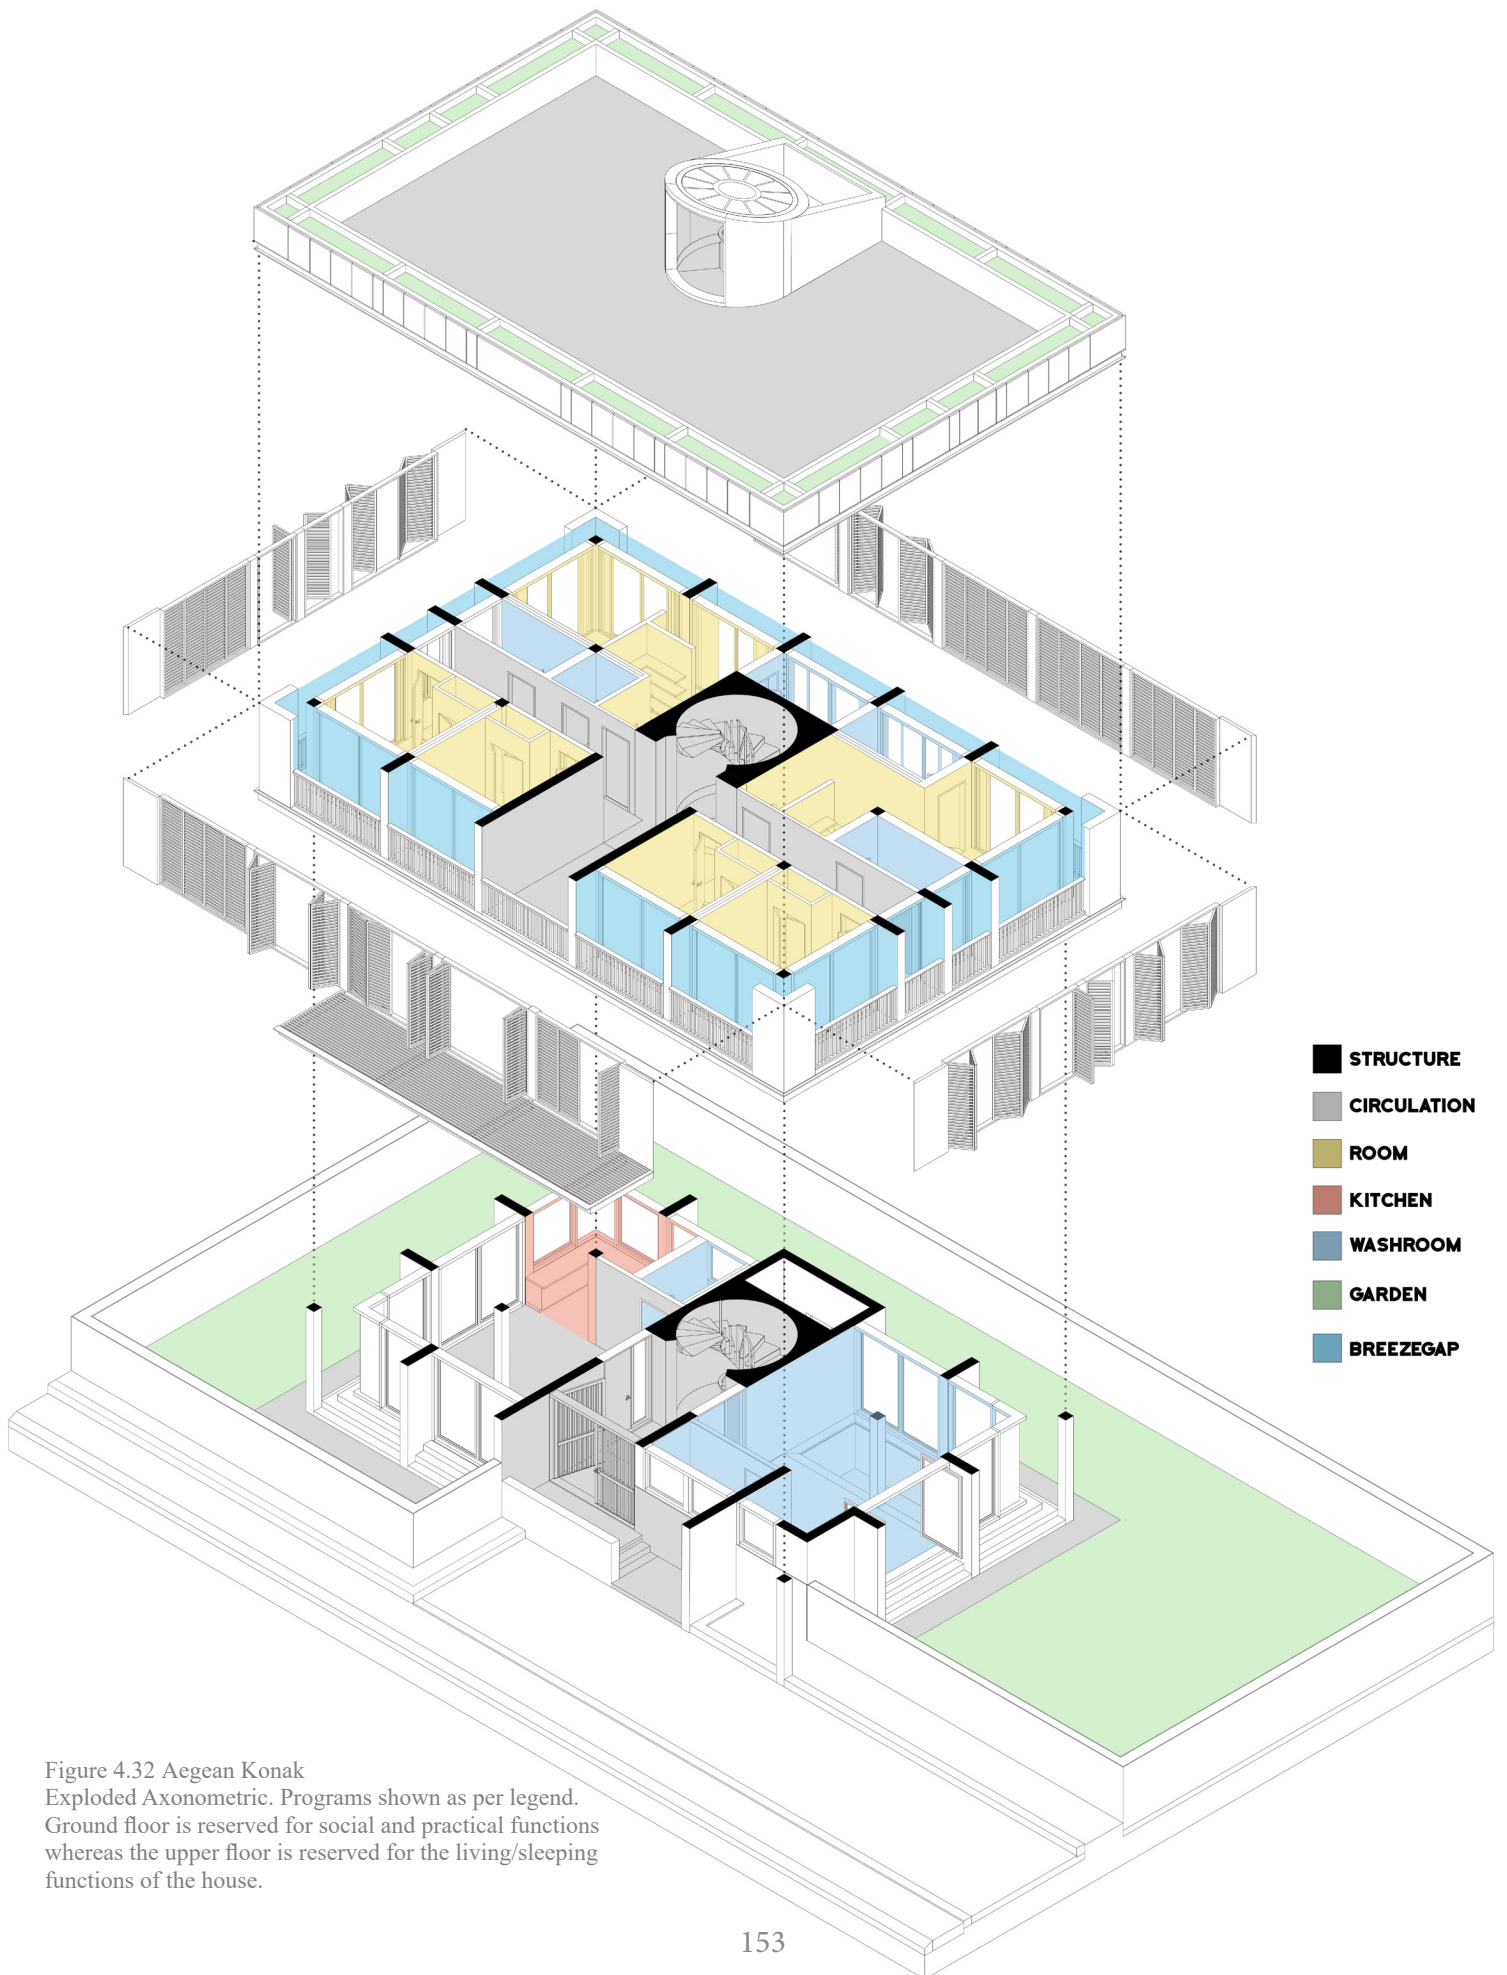 STRUCTURE
CIRCULATION
ROOM
KITCHEN
WASHROOM
GARDEN
BREEZEGAP
Figure 4.32 Aegean Konak
Exploded Axonometric. Programs shown as per legend.
Ground floor is reserved for social and practical functions
whereas the upper floor is reserved for the living/sleeping
functions of the house.
153